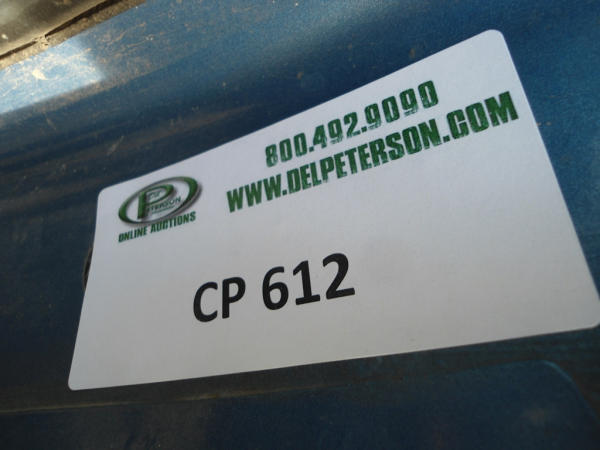 800.492.9090
WWW.DELPETERSON.COM
PETERSON
ONLINE AUCTIONS
CP 612